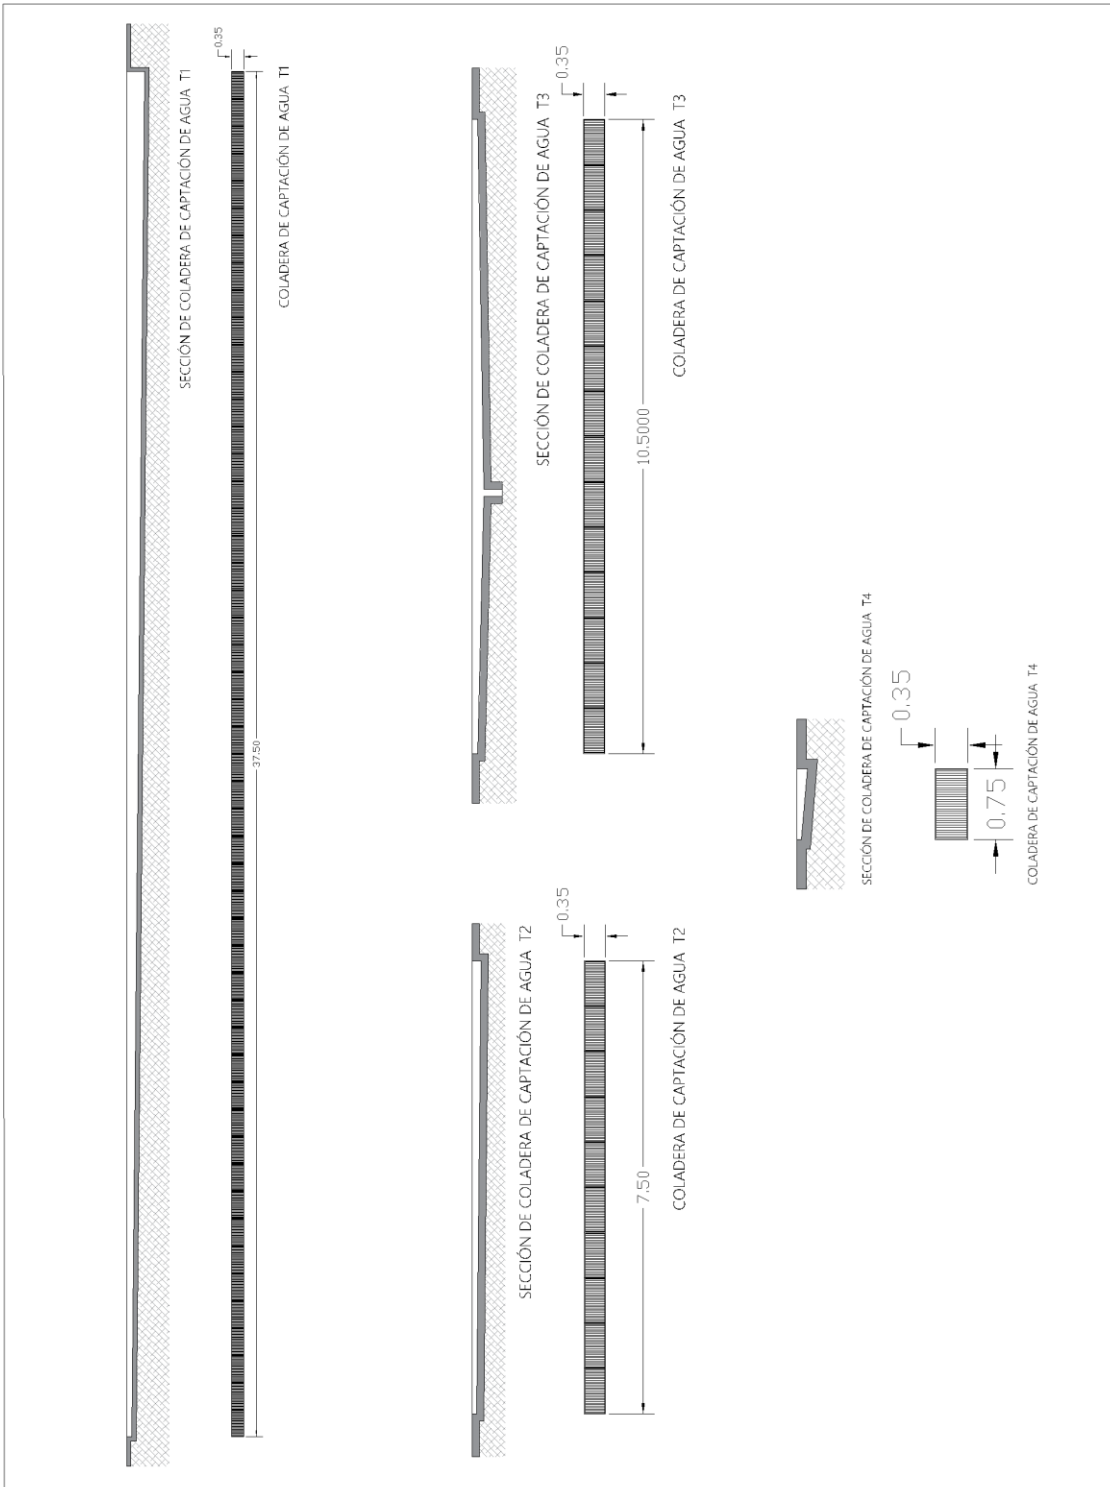 0.35
SECCIÓN DE COLADERA DE CAPTACIÓN DE AGUA T1
37.50
COLADERA DE CAPTACIÓN DE AGUA T1
0.35
SECCIÓN DE COLADERA DE CAPTACIÓN DE AGUA T3
10.5000
COLADERA DE CAPTACIÓN DE AGUA T3
0.35
SECCIÓN DE COLADERA DE CAPTACIÓN DE AGUA T2
7.50
COLADERA DE CAPTACIÓN DE AGUA T2
SECCIÓN DE COLADERA DE CAPTACIÓN DE AGUA T4
0.35
0.75
COLADERA DE CAPTACIÓN DE AGUA T4